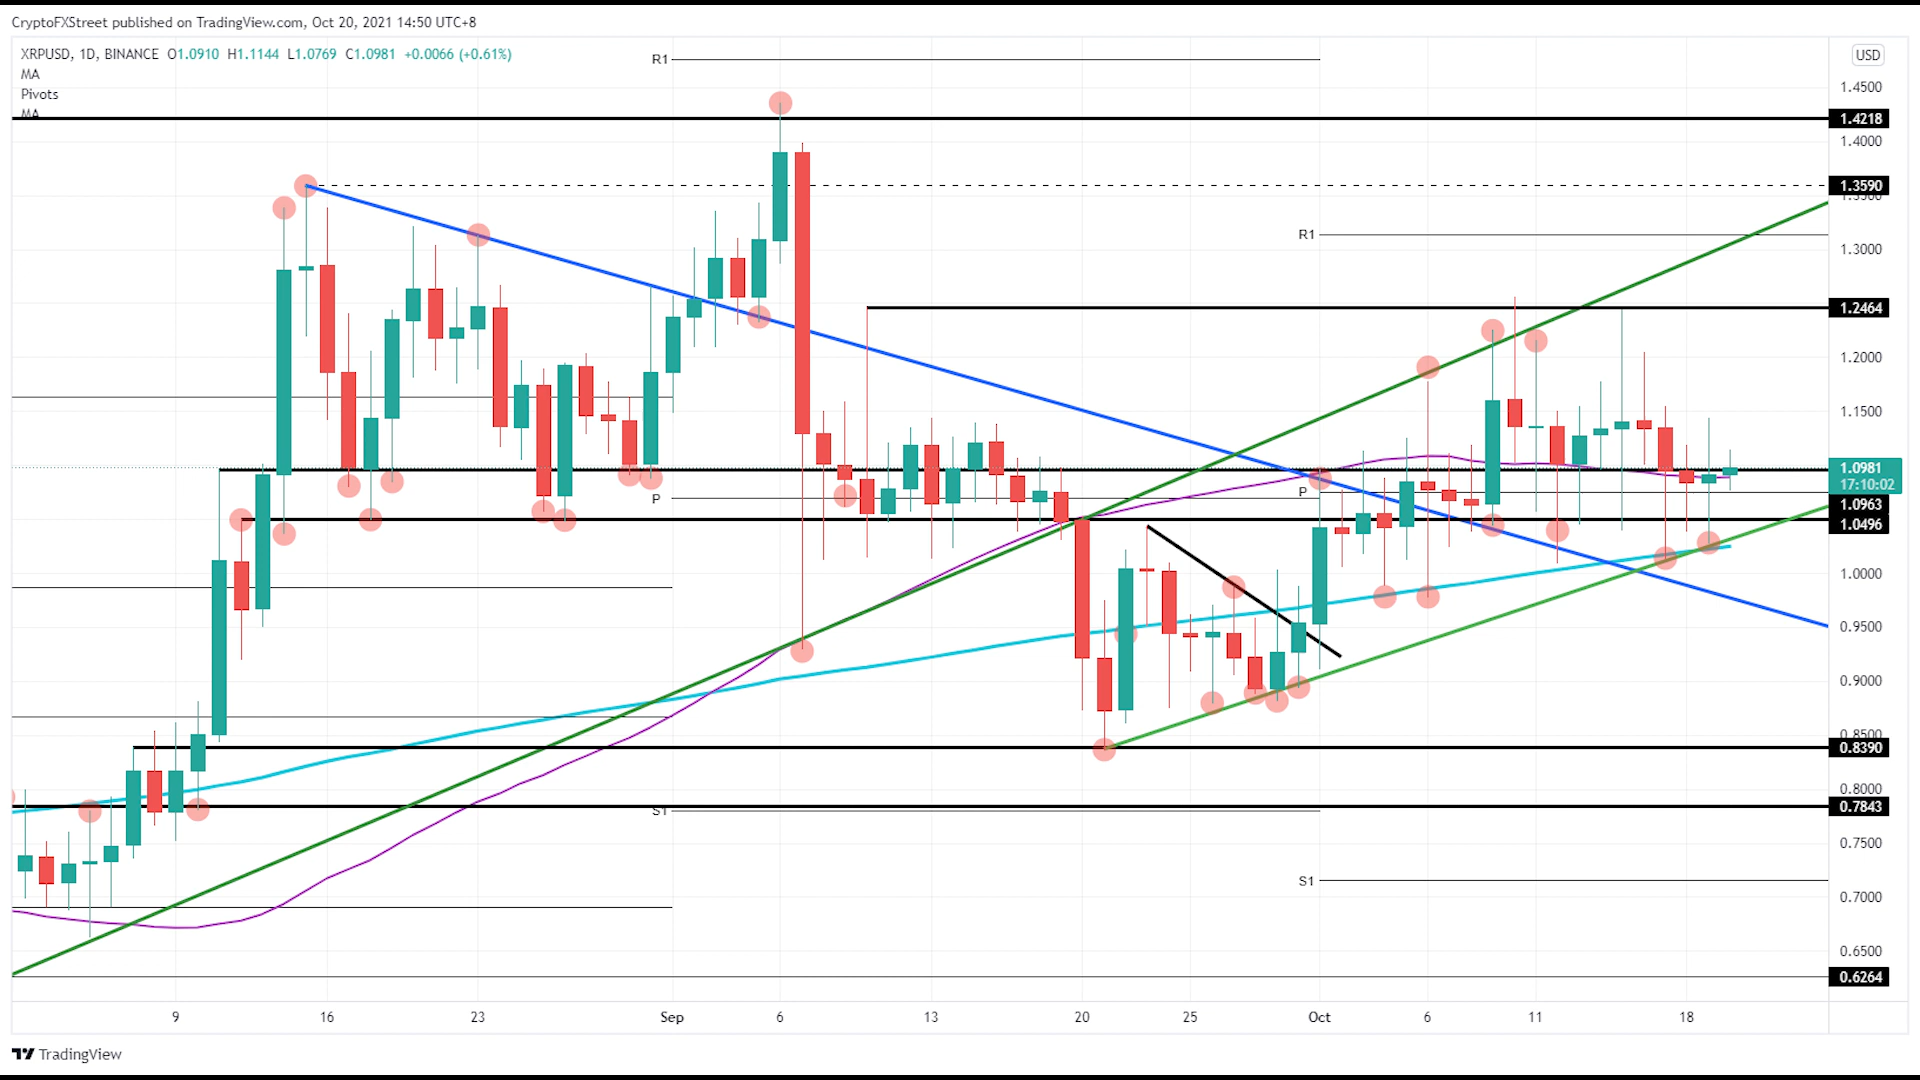 CryptoFXStreet published on TradingView.com, Oct 20, 2021 14:50 UTC+8
XRPUSD, 1D, BINANCE O1.0910 H1.1144 L1.0769 C1.0981 +0.0066 (+0.61%)
MA
Pivots
MA
R1
USD
1.4500
1.4218
1.4000
1.3590
1.3500
R1
1.3000
1.2464
1.2000
1.1500
1.0981
17:10:02
P
P
1.0963
1.0496
1.0000
0.9500
0.9000
0.8500
0.8390
0.8000
0.7843
S1
0.7500
S1
0.7000
0.6500
0.6264
9 16 23 Sep 6 13 20 25 Oct 6 11 18
TradingView